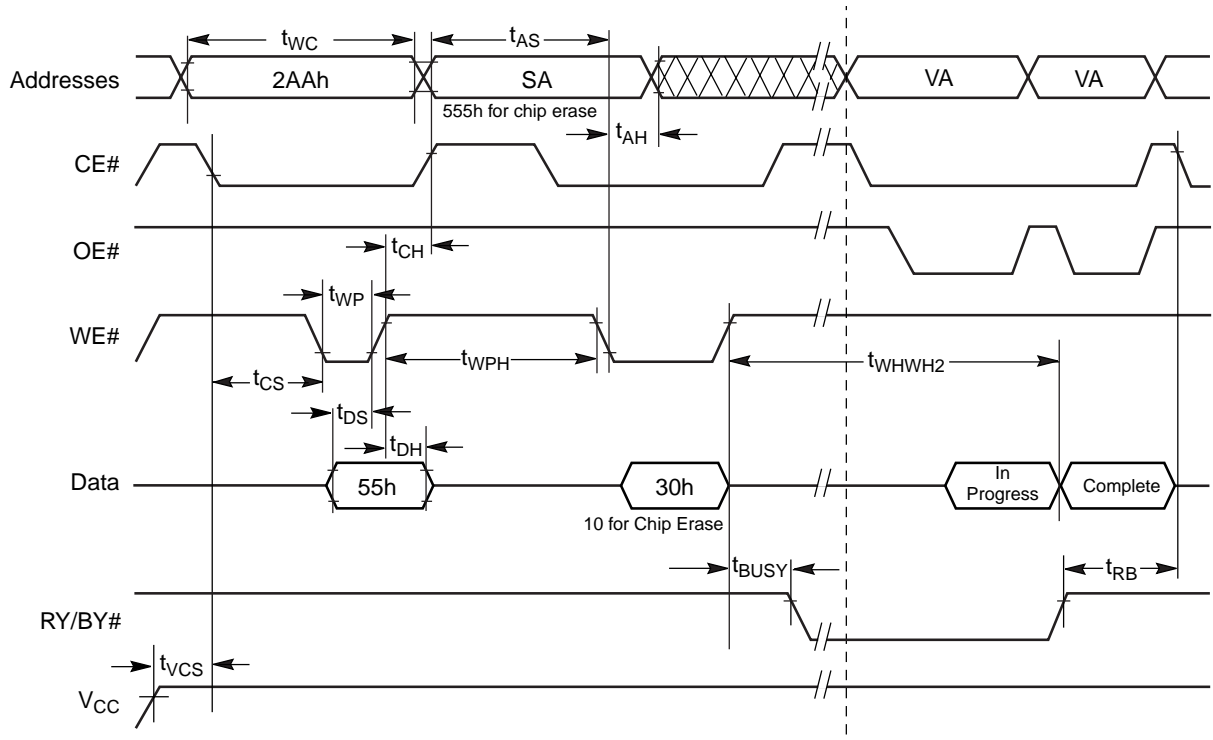 tWC
tAS
Addresses
2AAh
SA
VA
VA
555h for chip erase
tAH
CE#
OE#
tCH
tWP
WE#
tWPH
tWHWH2
tCS
tDS
tDH
Data
55h
30h
In
Progress
Complete
10 for Chip Erase
tBUSY
tRB
RY/BY#
tVCS
VCC